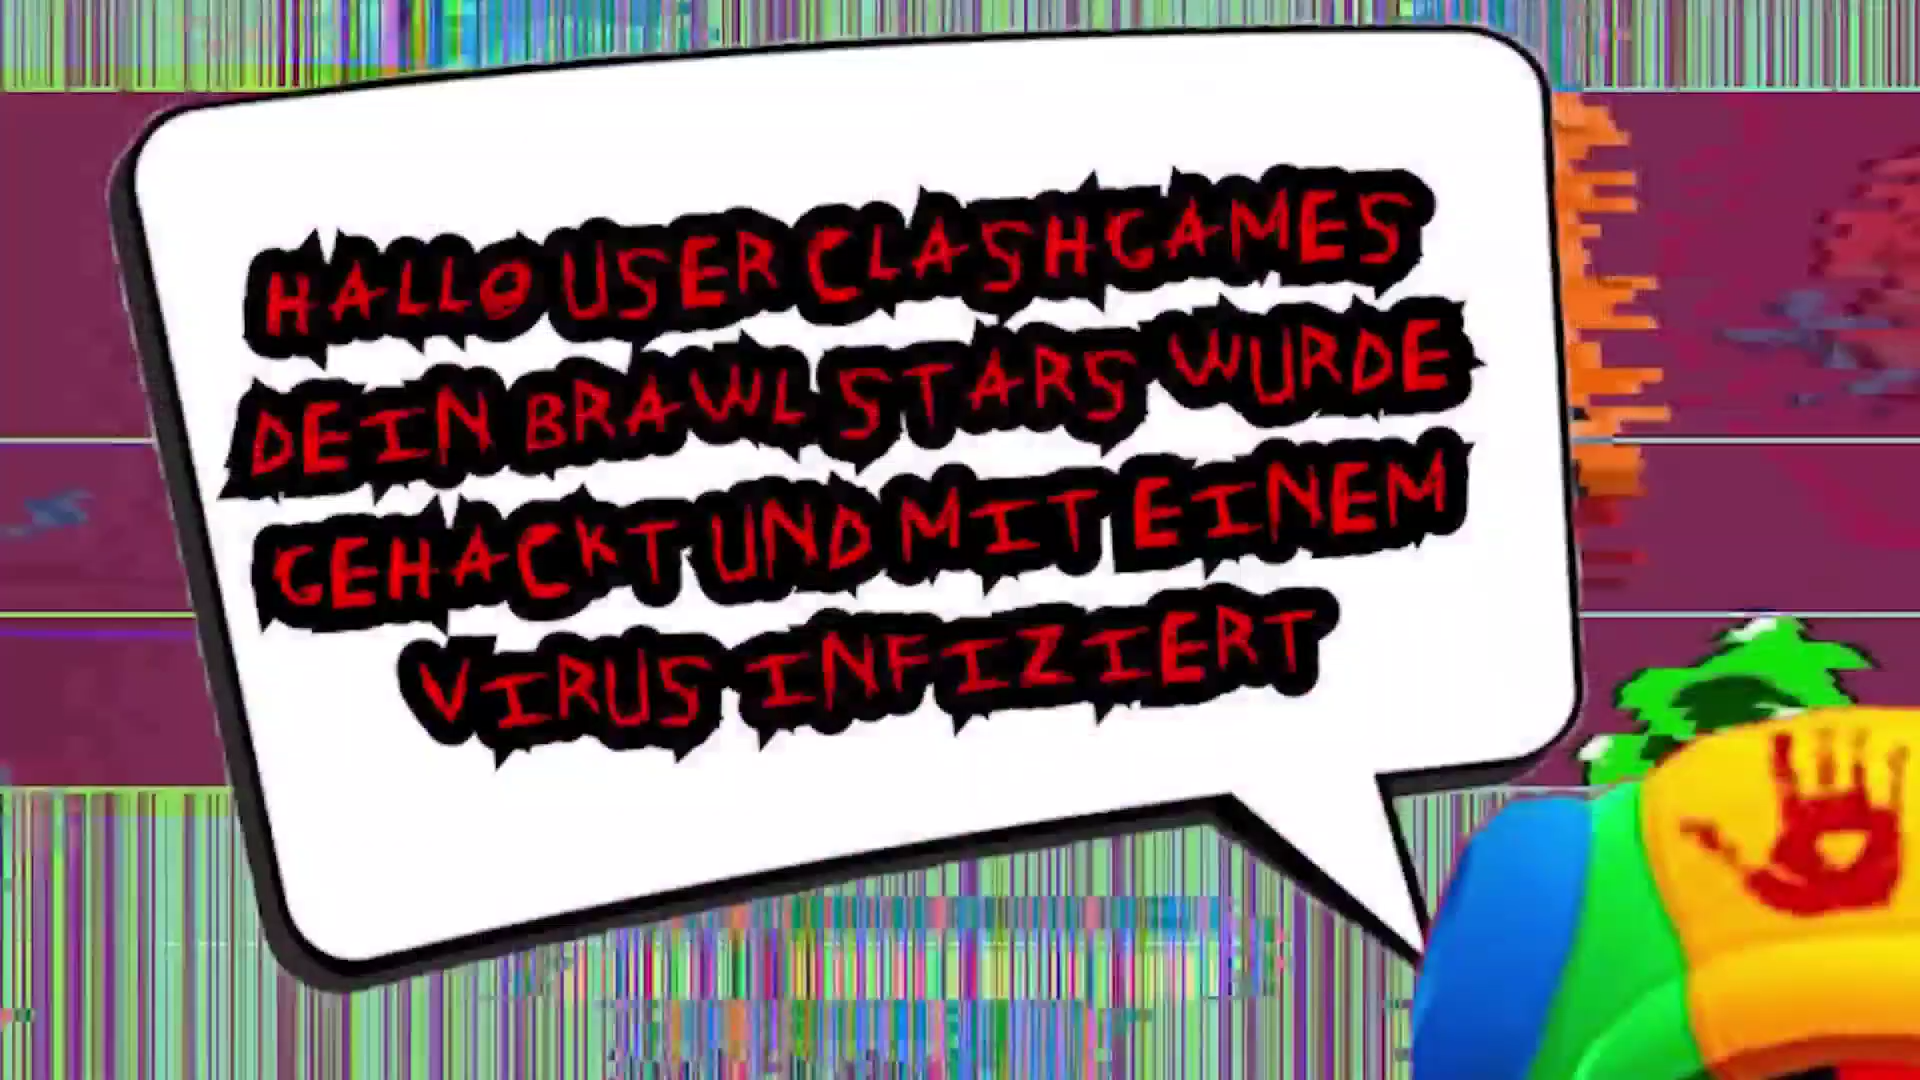 HALLO USER CLASHGAMES
DEIN BRAWL STARS WURDE
GEHACKT UND MIT EINEM
VIRUS INFIZIERT